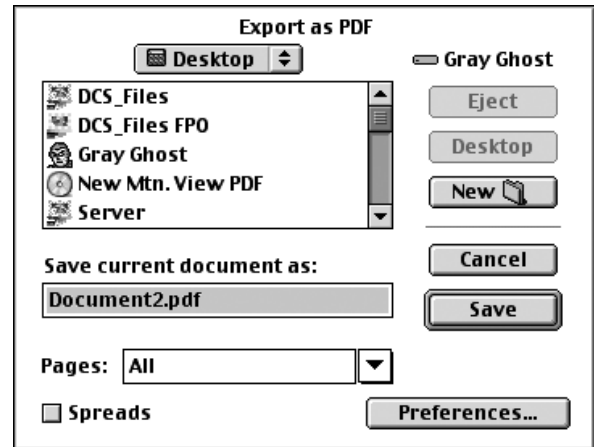 Export as PDF
Desktop
Gray Ghost
DCS_Files
DCS_Files FPO
Gray Ghost
New Mtn. View PDF
Server
Eject
Desktop
New
Save current document as:
Document2.pdf
Cancel
Save
Pages: All
Spreads
Preferences...